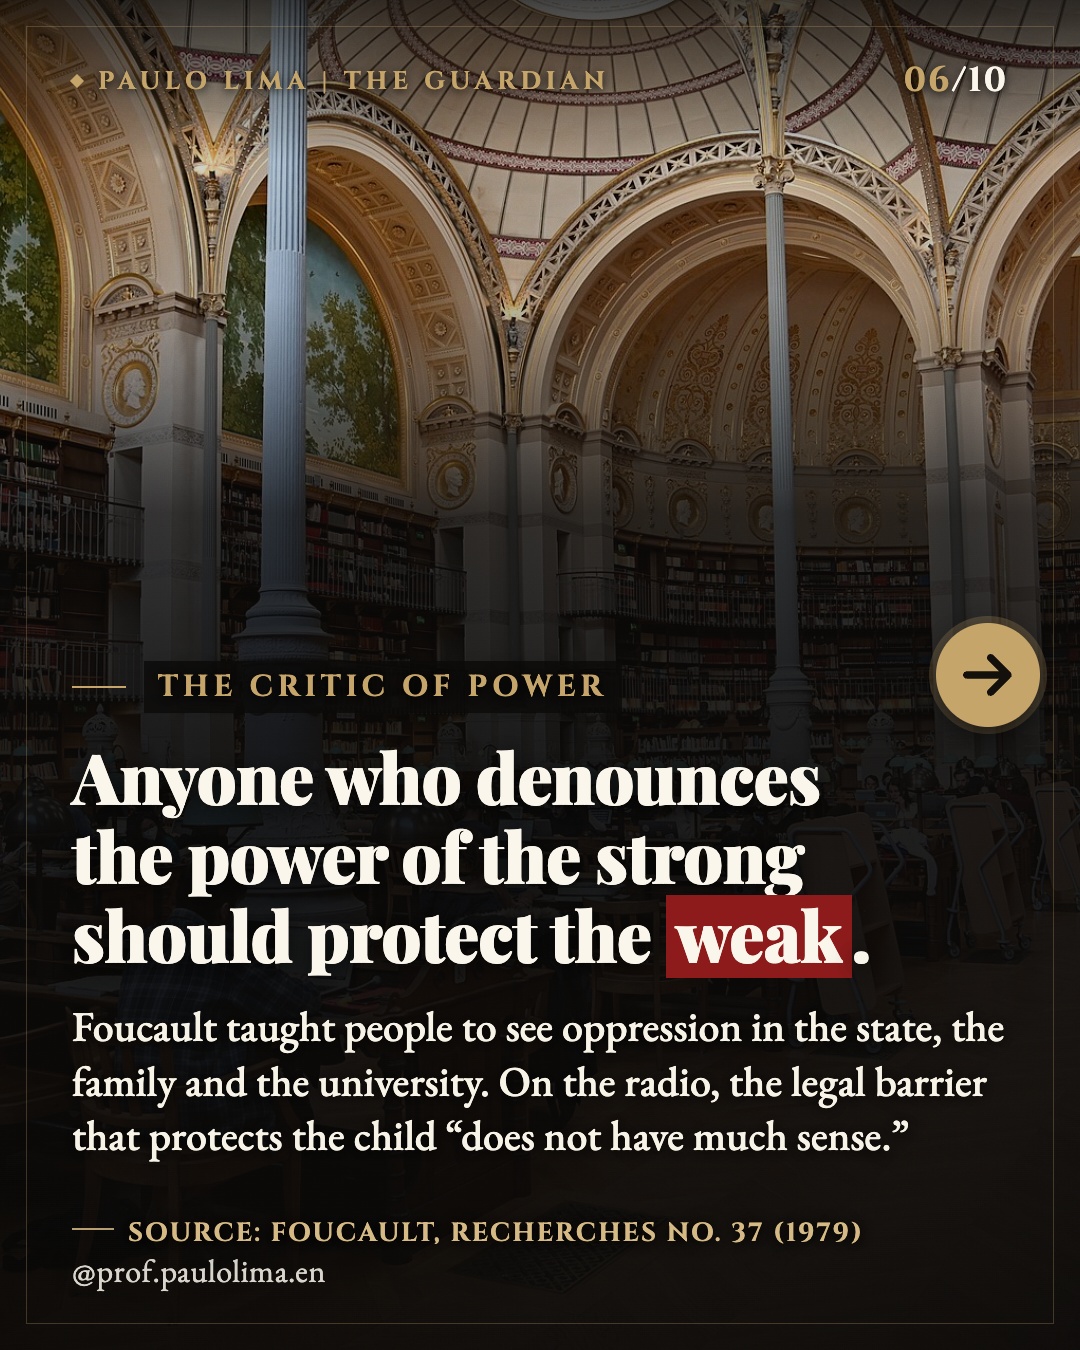 ◆ PAULO LIMA | THE GUARDIAN
06/10
THE CRITIC OF POWER
Anyone who denounces
the power of the strong
should protect the weak.
Foucault taught people to see oppression in the state, the
family and the university. On the radio, the legal barrier
that protects the child “does not have much sense.”
SOURCE: FOUCAULT, RECHERCHES NO. 37 (1979)
@prof.paulolima.en